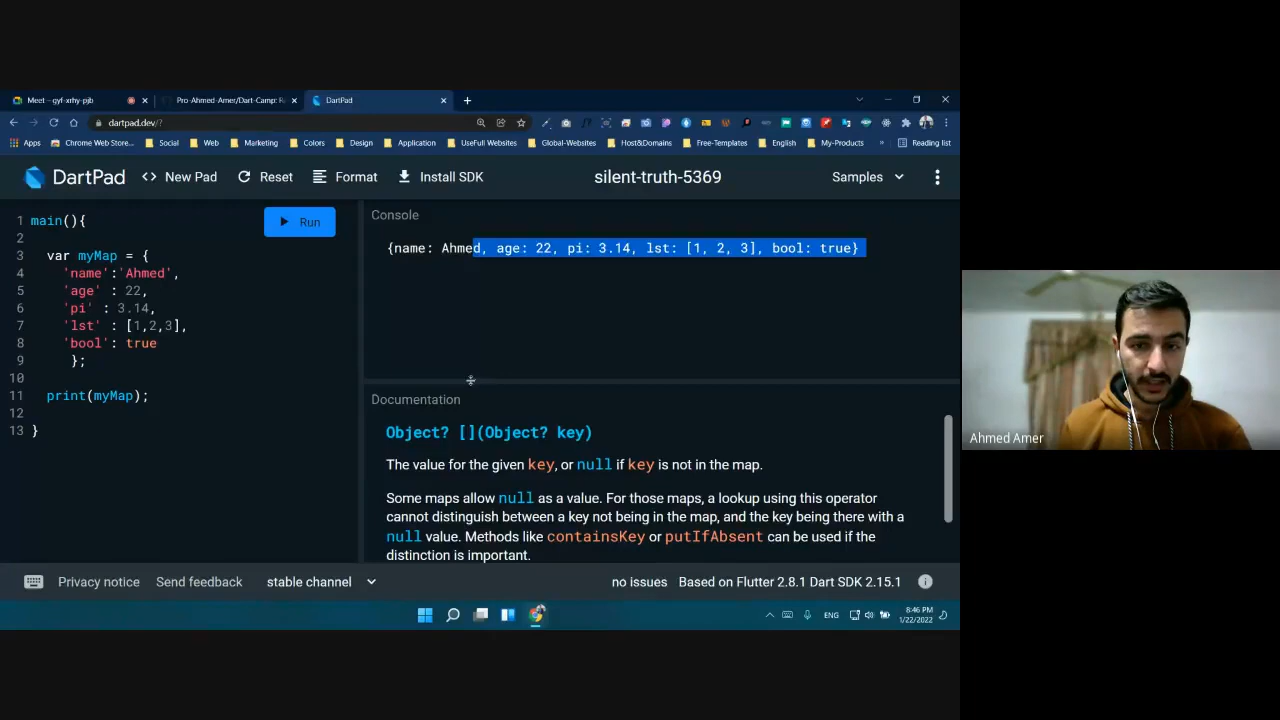 Meet – gyf-xrhy-pjb
Pro-Ahmed-Amer/Dart-Camp: R
DartPad
dartpad.dev/?
Apps
Chrome Web Store...
Social
Web
Marketing
Colors
Design
Application
UseFull Websites
Global-Websites
Host&Domains
Free-Templates
English
My-Products
»
Reading list
DartPad
<> New Pad
Reset
Format
Install SDK
silent-truth-5369
Samples
1 main(){
2
3 var myMap = {
4 'name':'Ahmed',
5 'age' : 22,
6 'pi' : 3.14,
7 'lst' : [1,2,3],
8 'bool': true
9 };
10
11 print(myMap);
12
13 }
Run
Console
{name: Ahmed, age: 22, pi: 3.14, lst: [1, 2, 3], bool: true}
Documentation
Object? [](Object? key)
The value for the given key, or null if key is not in the map.
Some maps allow null as a value. For those maps, a lookup using this operator
cannot distinguish between a key not being in the map, and the key being there with a
null value. Methods like containsKey or putIfAbsent can be used if the
distinction is important.
Privacy notice
Send feedback
stable channel
no issues
Based on Flutter 2.8.1 Dart SDK 2.15.1
ENG
8:46 PM
1/22/2022
Ahmed Amer